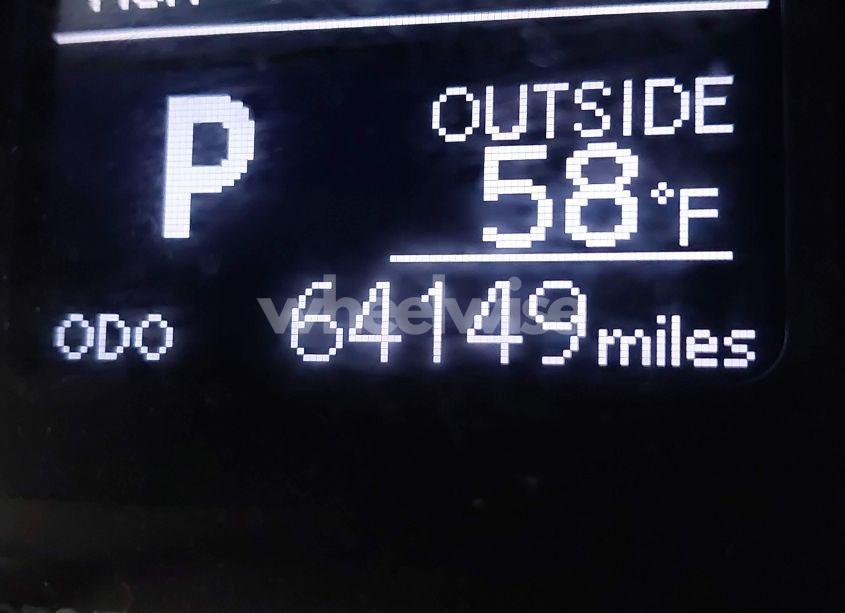 P
OUTSIDE
58°F
ODO 64149 miles
wheelwise